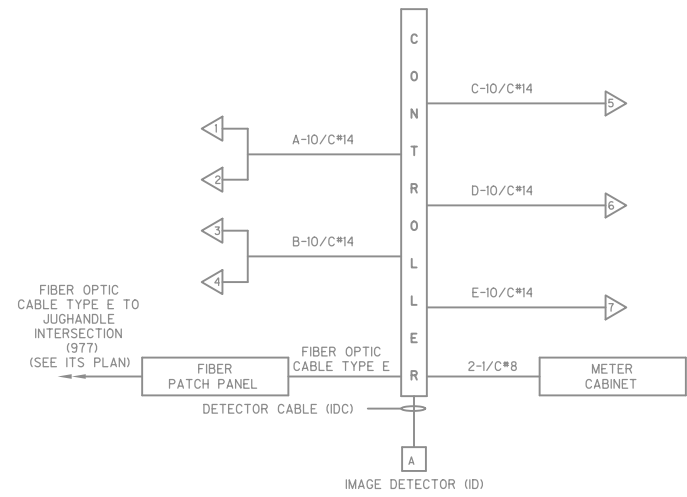 CONTROLLER
C-10/C#14
5
1
A-10/C#14
2
D-10/C#14
6
3
B-10/C#14
4
E-10/C#14
7
FIBER OPTIC
CABLE TYPE E TO
JUGHANDLE
INTERSECTION
(977)
(SEE ITS PLAN)
FIBER
PATCH PANEL
FIBER OPTIC
CABLE TYPE E
2-1/C#8
METER
CABINET
DETECTOR CABLE (IDC)
A
IMAGE DETECTOR (ID)